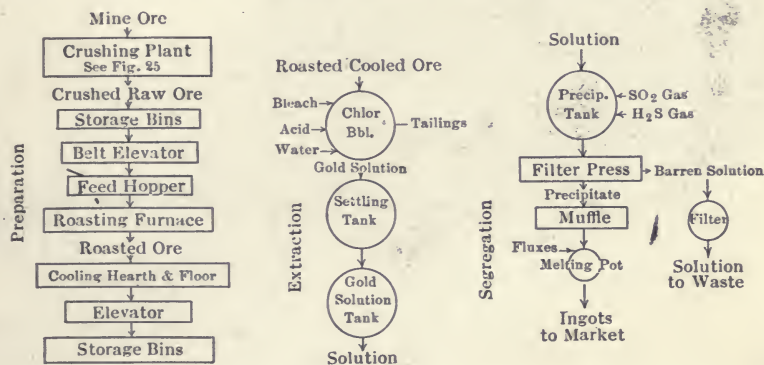 Preparation
Mine Ore
Crushing Plant
See Fig. 25
Crushed Raw Ore
Storage Bins
Belt Elevator
Feed Hopper
Roasting Furnace
Roasted Ore
Cooling Hearth & Floor
Elevator
Storage Bins
Extraction
Roasted Cooled Ore
Bleach
Acid
Water
Chlor
Bbl.
Tailings
Gold Solution
Settling
Tank
Gold
Solution
Tank
Solution
Segregation
Solution
Precip.
Tank
SO2 Gas
H2S Gas
Filter Press
Barren Solution
Precipitate
Muffle
Filter
Fluxes
Melting Pot
Solution
to Waste
Ingots
to Market